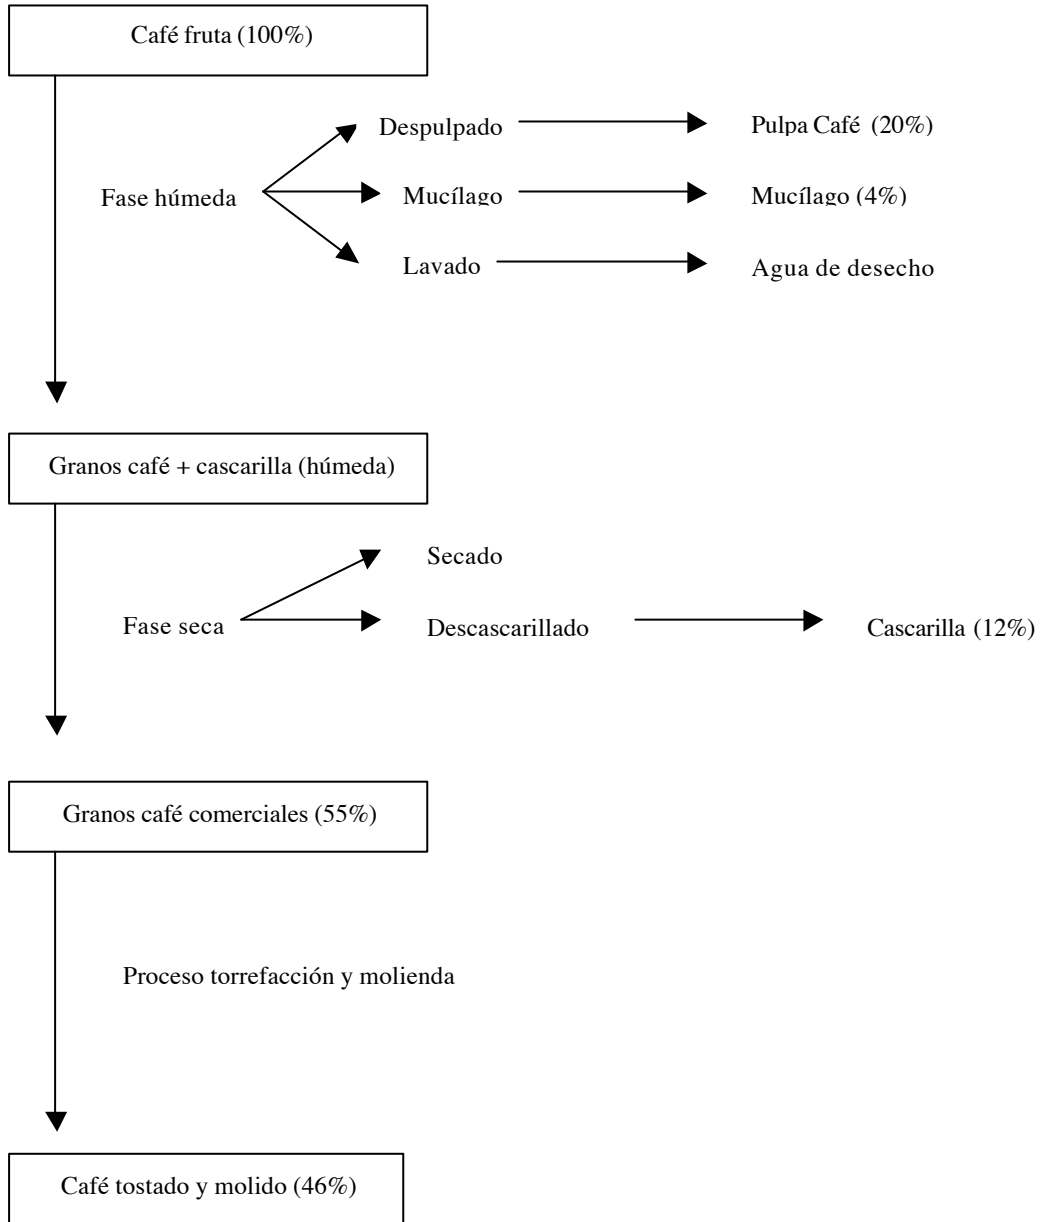 Café fruta (100%)
Despulpado
Pulpa Café (20%)
Fase húmeda
Mucílago
Mucílago (4%)
Lavado
Agua de desecho
Granos café + cascarilla (húmeda)
Secado
Fase seca
Descascarillado
Cascarilla (12%)
Granos café comerciales (55%)
Proceso torrefacción y molienda
Café tostado y molido (46%)